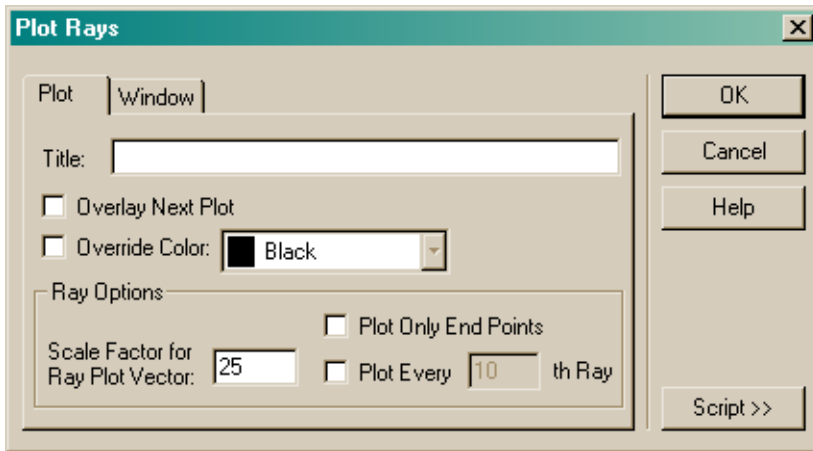 Plot Rays
Plot
Window
Title:
Overlay Next Plot
Override Color:
Black
Ray Options
Scale Factor for
Ray Plot Vector:
25
Plot Only End Points
Plot Every 10 th Ray
OK
Cancel
Help
Script >>